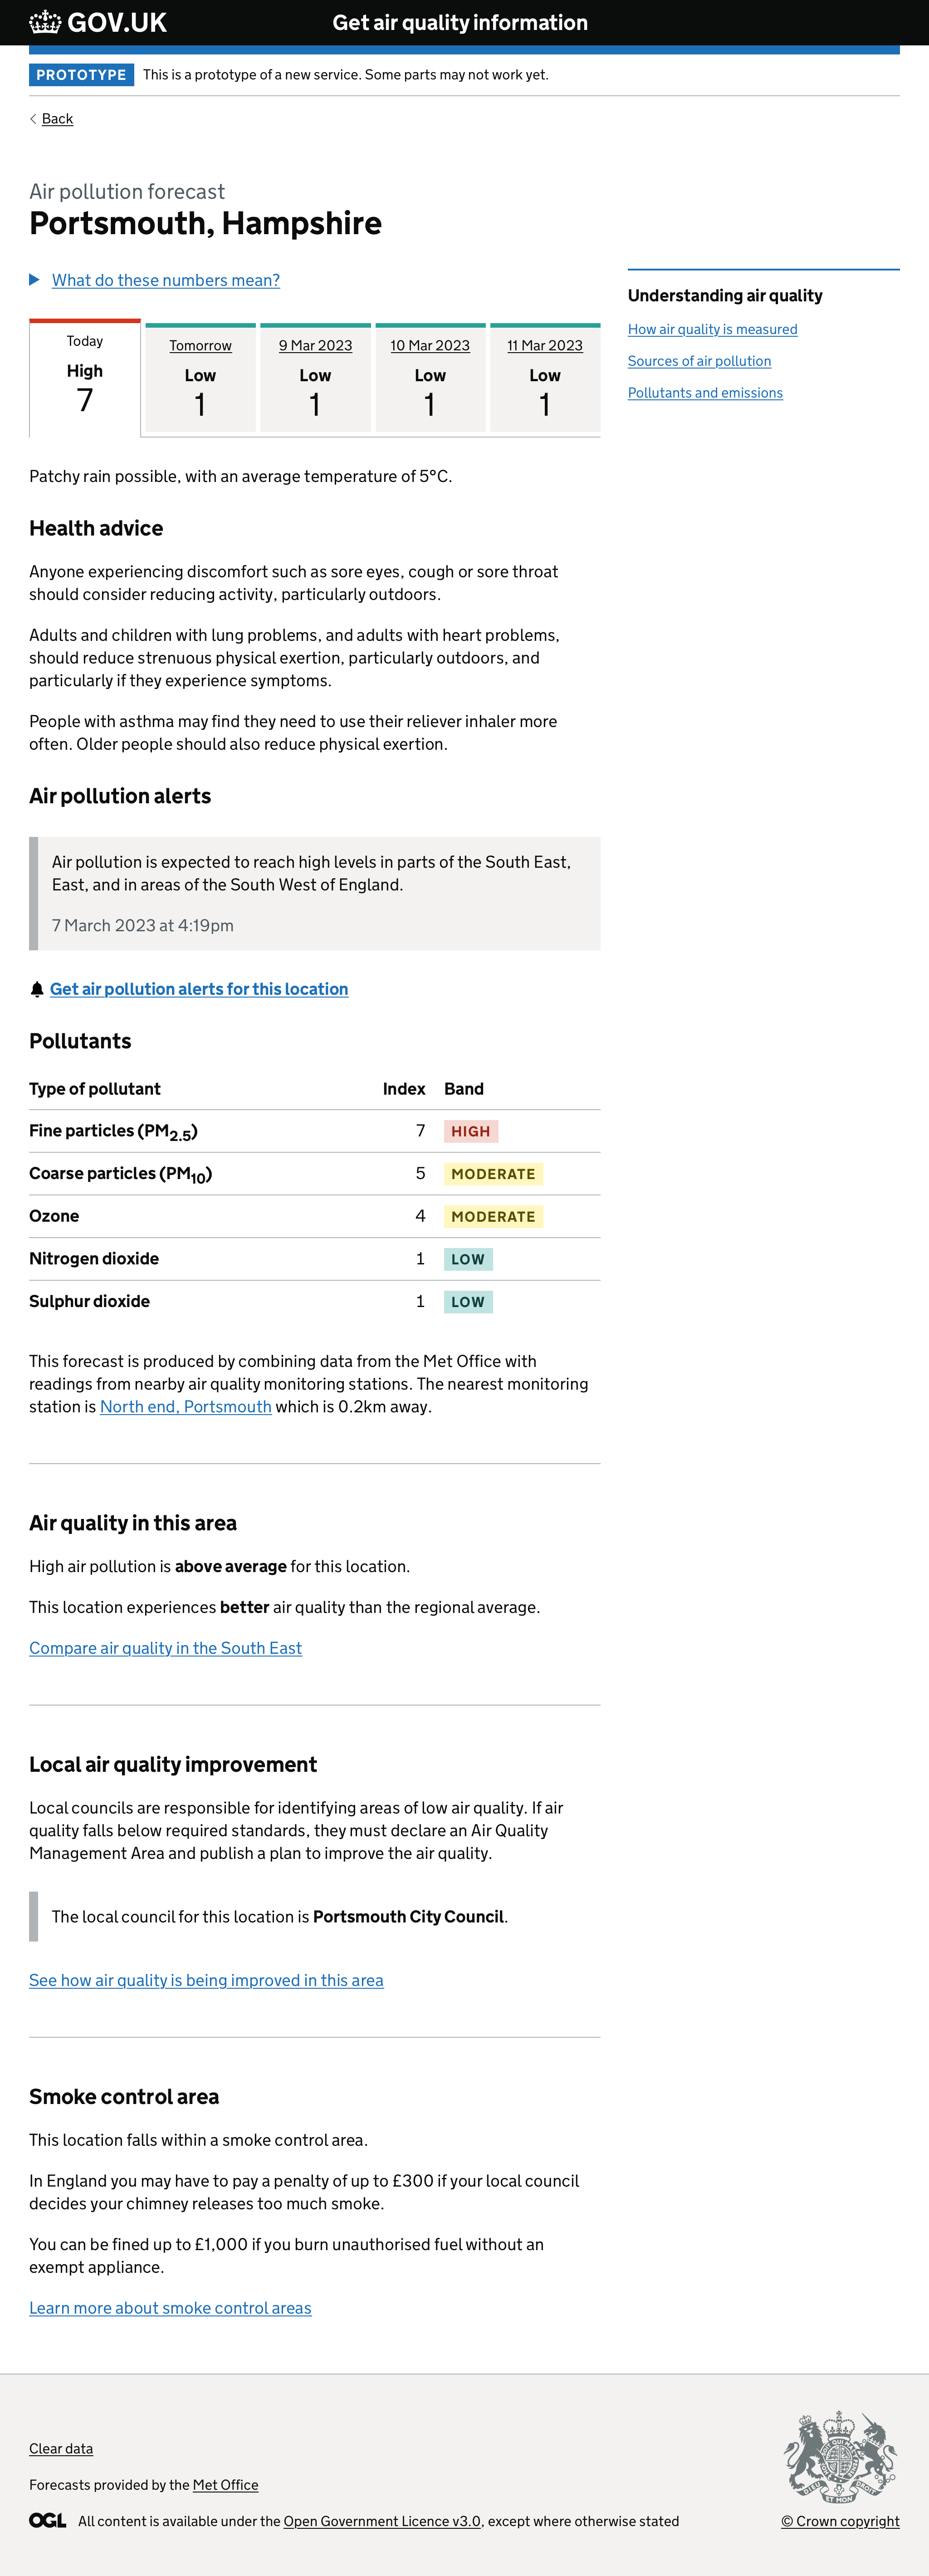 GOV.UK
Get air quality information
PROTOTYPE This is a prototype of a new service. Some parts may not work yet.
Back
Air pollution forecast
Portsmouth, Hampshire
What do these numbers mean?
Today
High
7
Tomorrow
Low
1
9 Mar 2023
Low
1
10 Mar 2023
Low
1
11 Mar 2023
Low
1
Understanding air quality
How air quality is measured
Sources of air pollution
Pollutants and emissions
Patchy rain possible, with an average temperature of 5°C.
Health advice
Anyone experiencing discomfort such as sore eyes, cough or sore throat
should consider reducing activity, particularly outdoors.
Adults and children with lung problems, and adults with heart problems,
should reduce strenuous physical exertion, particularly outdoors, and
particularly if they experience symptoms.
People with asthma may find they need to use their reliever inhaler more
often. Older people should also reduce physical exertion.
Air pollution alerts
Air pollution is expected to reach high levels in parts of the South East,
East, and in areas of the South West of England.
7 March 2023 at 4:19pm
Get air pollution alerts for this location
Pollutants
Type of pollutant Index Band
Fine particles (PM2.5) 7 HIGH
Coarse particles (PM10) 5 MODERATE
Ozone 4 MODERATE
Nitrogen dioxide 1 LOW
Sulphur dioxide 1 LOW
This forecast is produced by combining data from the Met Office with
readings from nearby air quality monitoring stations. The nearest monitoring
station is North end, Portsmouth which is 0.2km away.
Air quality in this area
High air pollution is above average for this location.
This location experiences better air quality than the regional average.
Compare air quality in the South East
Local air quality improvement
Local councils are responsible for identifying areas of low air quality. If air
quality falls below required standards, they must declare an Air Quality
Management Area and publish a plan to improve the air quality.
The local council for this location is Portsmouth City Council.
See how air quality is being improved in this area
Smoke control area
This location falls within a smoke control area.
In England you may have to pay a penalty of up to £300 if your local council
decides your chimney releases too much smoke.
You can be fined up to £1,000 if you burn unauthorised fuel without an
exempt appliance.
Learn more about smoke control areas
Clear data
Forecasts provided by the Met Office
OGL All content is available under the Open Government Licence v3.0, except where otherwise stated
© Crown copyright